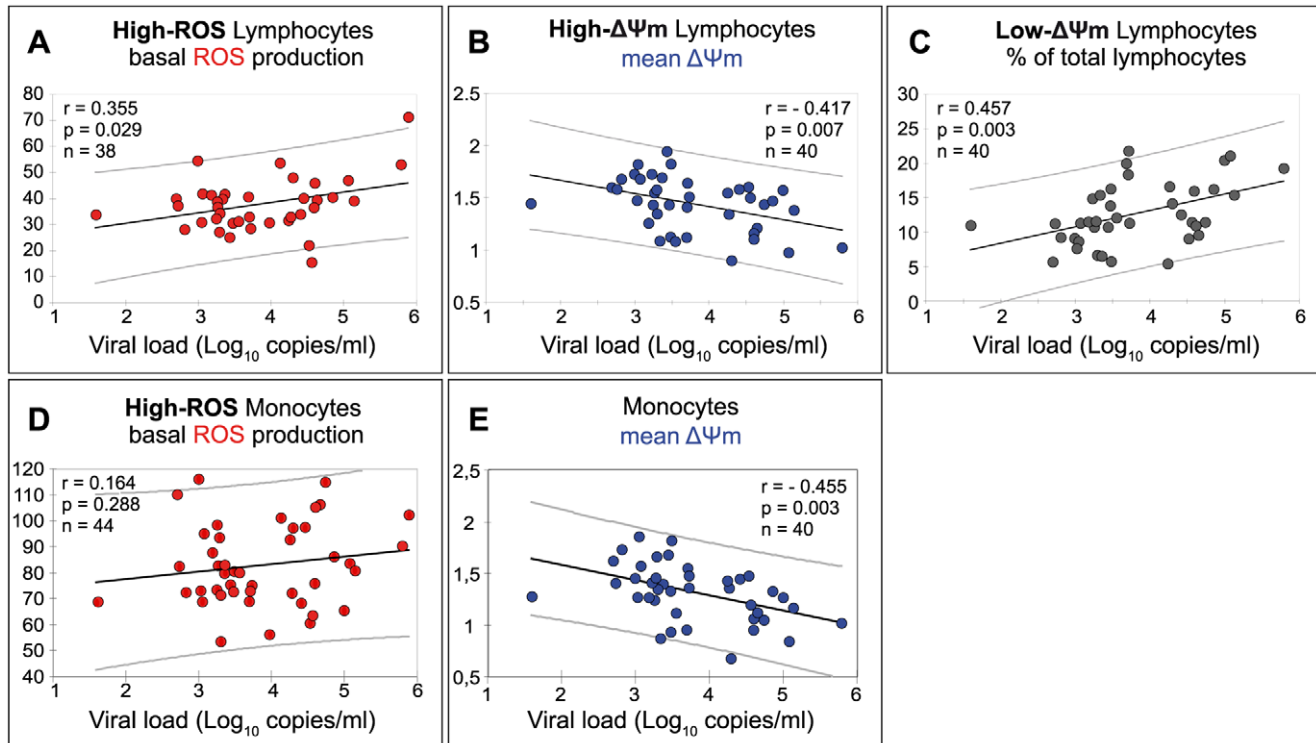 A
High-ROS Lymphocytes
basal ROS production
r = 0.355
p = 0.029
n = 38
80
70
60
50
40
30
20
10
0
1 2 3 4 5 6
Viral load (Log₁₀ copies/ml)
B
High-ΔΨm Lymphocytes
mean ΔΨm
r = - 0.417
p = 0.007
n = 40
2.5
2
1.5
1
0.5
1 2 3 4 5 6
Viral load (Log₁₀ copies/ml)
C
Low-ΔΨm Lymphocytes
% of total lymphocytes
r = 0.457
p = 0.003
n = 40
30
25
20
15
10
5
0
1 2 3 4 5 6
Viral load (Log₁₀ copies/ml)
D
High-ROS Monocytes
basal ROS production
r = 0.164
p = 0.288
n = 44
120
110
100
90
80
70
60
50
40
1 2 3 4 5 6
Viral load (Log₁₀ copies/ml)
E
Monocytes
mean ΔΨm
r = - 0.455
p = 0.003
n = 40
2,5
2
1,5
1
0,5
1 2 3 4 5 6
Viral load (Log₁₀ copies/ml)